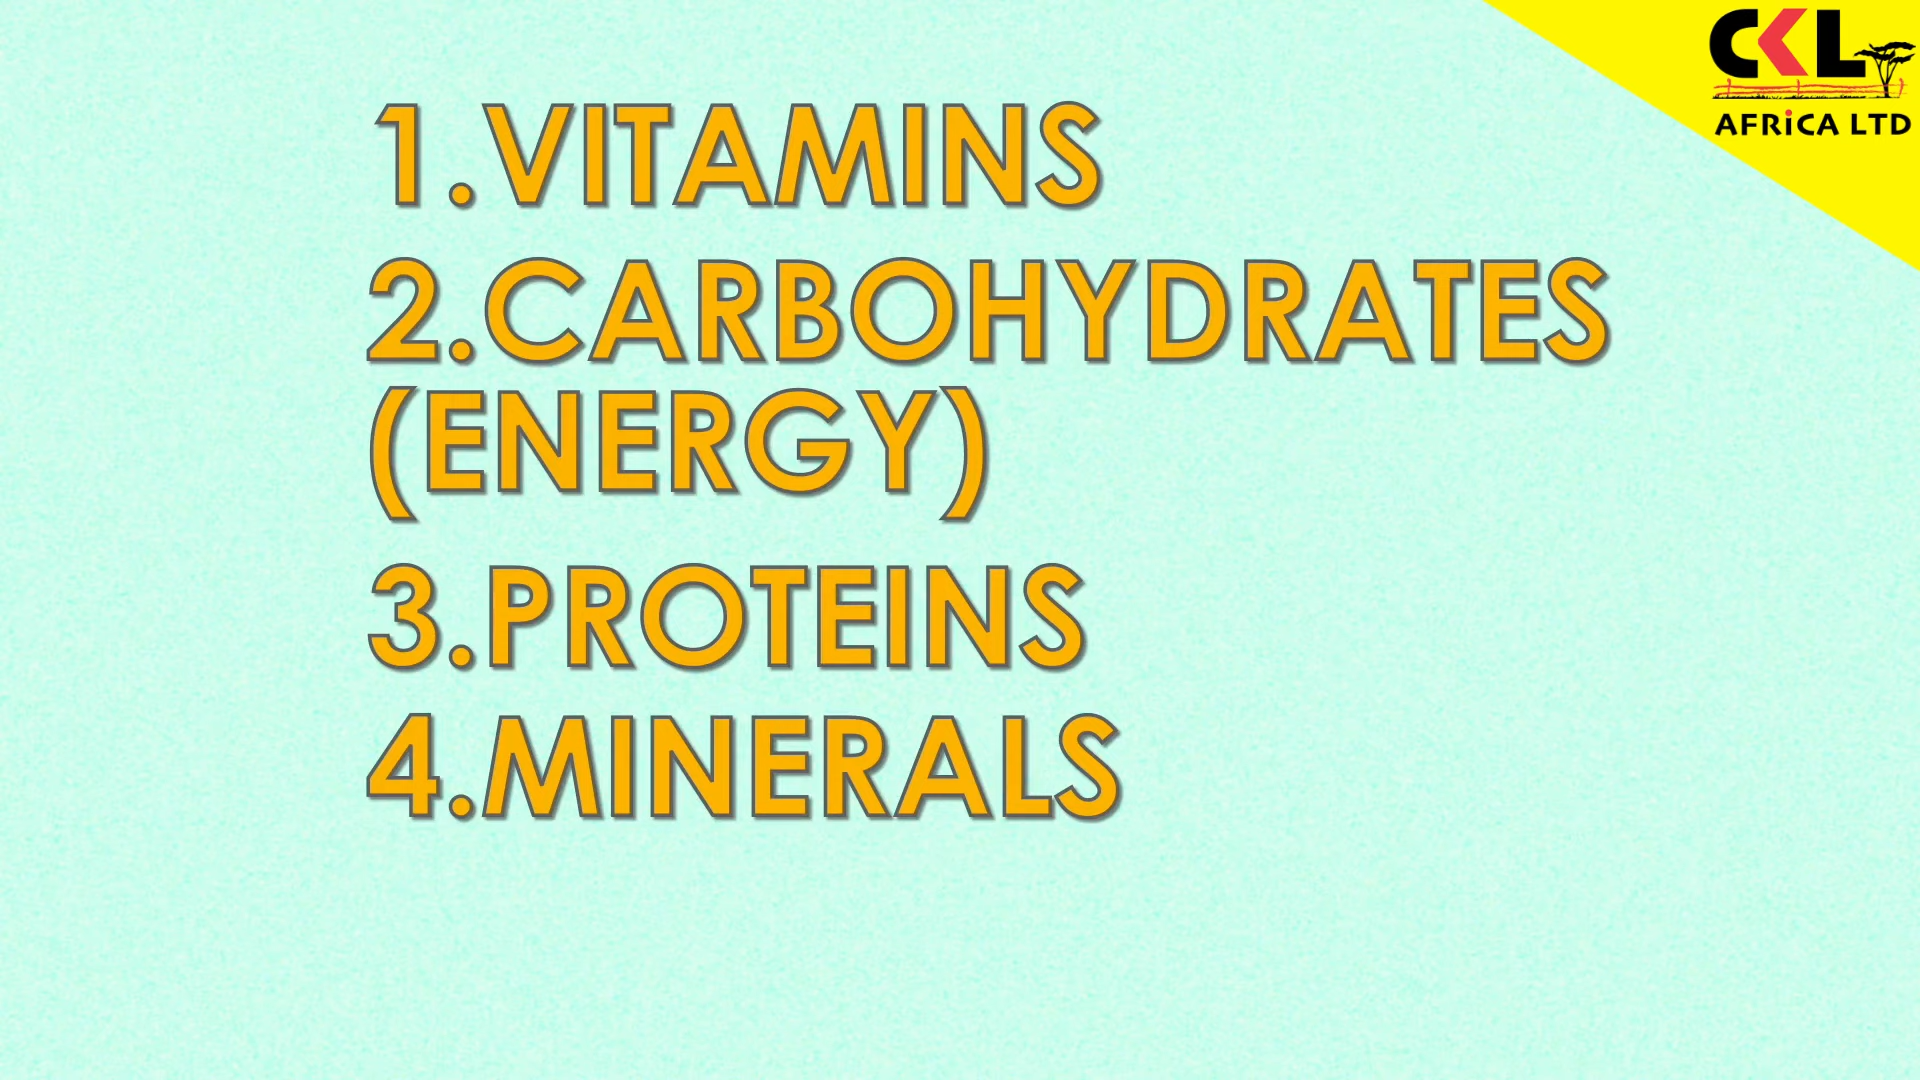 CKL
AFRiCA LTD
1.VITAMINS
2.CARBOHYDRATES
(ENERGY)
3.PROTEINS
4.MINERALS